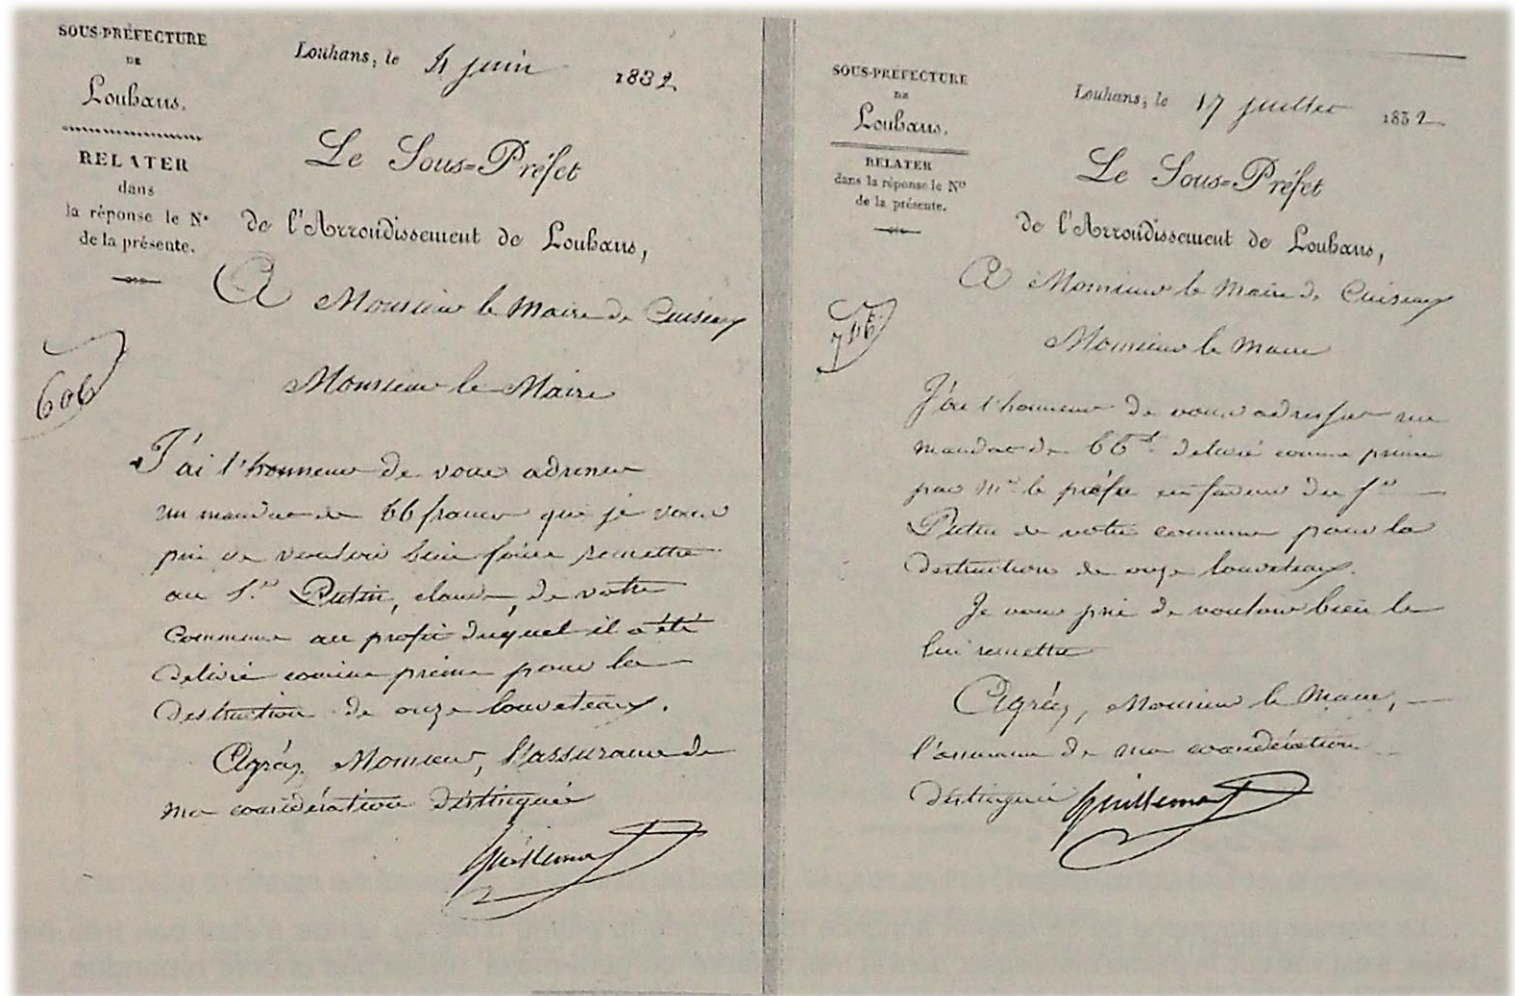 SOUS-PRÉFECTURE
DE
Louhans.
RELATER
dans
la réponse le N°
de la présente.
606
Louhans, le 4 juin 1832
Le Sous-Préfet
de l'Arrondissement de Louhans,
A Monsieur le Maire de Cuiseaux
Monsieur le Maire
J'ai l'honneur de vous adresser
un mandat de 66 francs que je vous
prie de vouloir bien faire remettre
au S.r Putin, claude, de votre
commune au profit duquel il a été
délivré comme prime pour la
destruction de onze louveteaux.
Agréez, Monsieur, l'assurance de
ma considération distinguée
Guillemaut
SOUS-PRÉFECTURE
DE
Louhans.
RELATER
dans la réponse le N°
de la présente.
Louhans, le 17 juillet 1832
Le Sous-Préfet
de l'Arrondissement de Louhans,
A Monsieur le Maire de Cuiseaux
Monsieur le Maire
J'ai l'honneur de vous adresser un
mandat de 66 f. délivré comme prime
par Mr le préfet en faveur du Sr
Putin de votre commune pour la
destruction de onze louveteaux.
Je vous prie de vouloir bien le
lui remettre
Agréez, Monsieur le Maire,
l'assurance de ma considération
distinguée Guillemaut